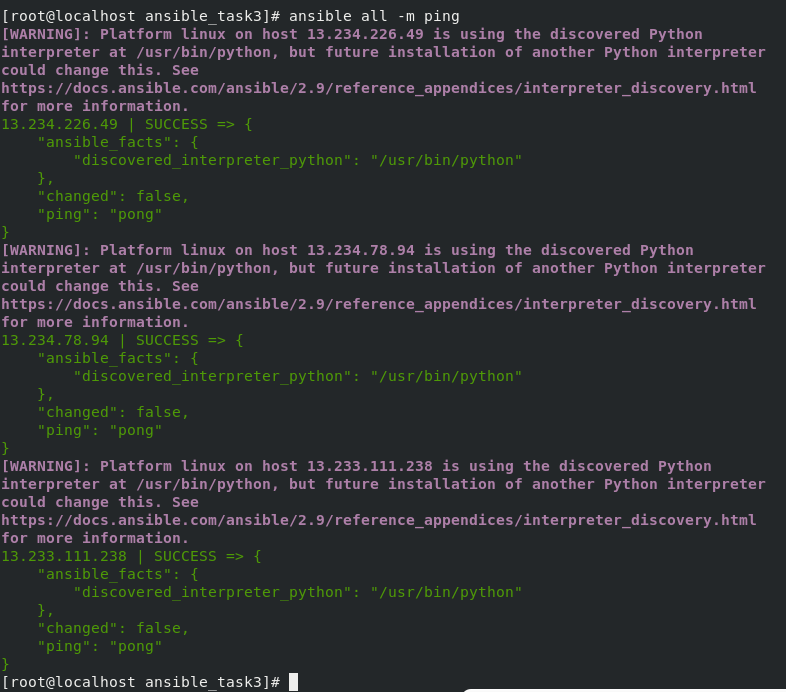 [root@localhost ansible_task3]# ansible all -m ping
[WARNING]: Platform linux on host 13.234.226.49 is using the discovered Python
interpreter at /usr/bin/python, but future installation of another Python interpreter
could change this. See
https://docs.ansible.com/ansible/2.9/reference_appendices/interpreter_discovery.html
for more information.
13.234.226.49 | SUCCESS => {
    "ansible_facts": {
        "discovered_interpreter_python": "/usr/bin/python"
    },
    "changed": false,
    "ping": "pong"
}
[WARNING]: Platform linux on host 13.234.78.94 is using the discovered Python
interpreter at /usr/bin/python, but future installation of another Python interpreter
could change this. See
https://docs.ansible.com/ansible/2.9/reference_appendices/interpreter_discovery.html
for more information.
13.234.78.94 | SUCCESS => {
    "ansible_facts": {
        "discovered_interpreter_python": "/usr/bin/python"
    },
    "changed": false,
    "ping": "pong"
}
[WARNING]: Platform linux on host 13.233.111.238 is using the discovered Python
interpreter at /usr/bin/python, but future installation of another Python interpreter
could change this. See
https://docs.ansible.com/ansible/2.9/reference_appendices/interpreter_discovery.html
for more information.
13.233.111.238 | SUCCESS => {
    "ansible_facts": {
        "discovered_interpreter_python": "/usr/bin/python"
    },
    "changed": false,
    "ping": "pong"
}
[root@localhost ansible_task3]#